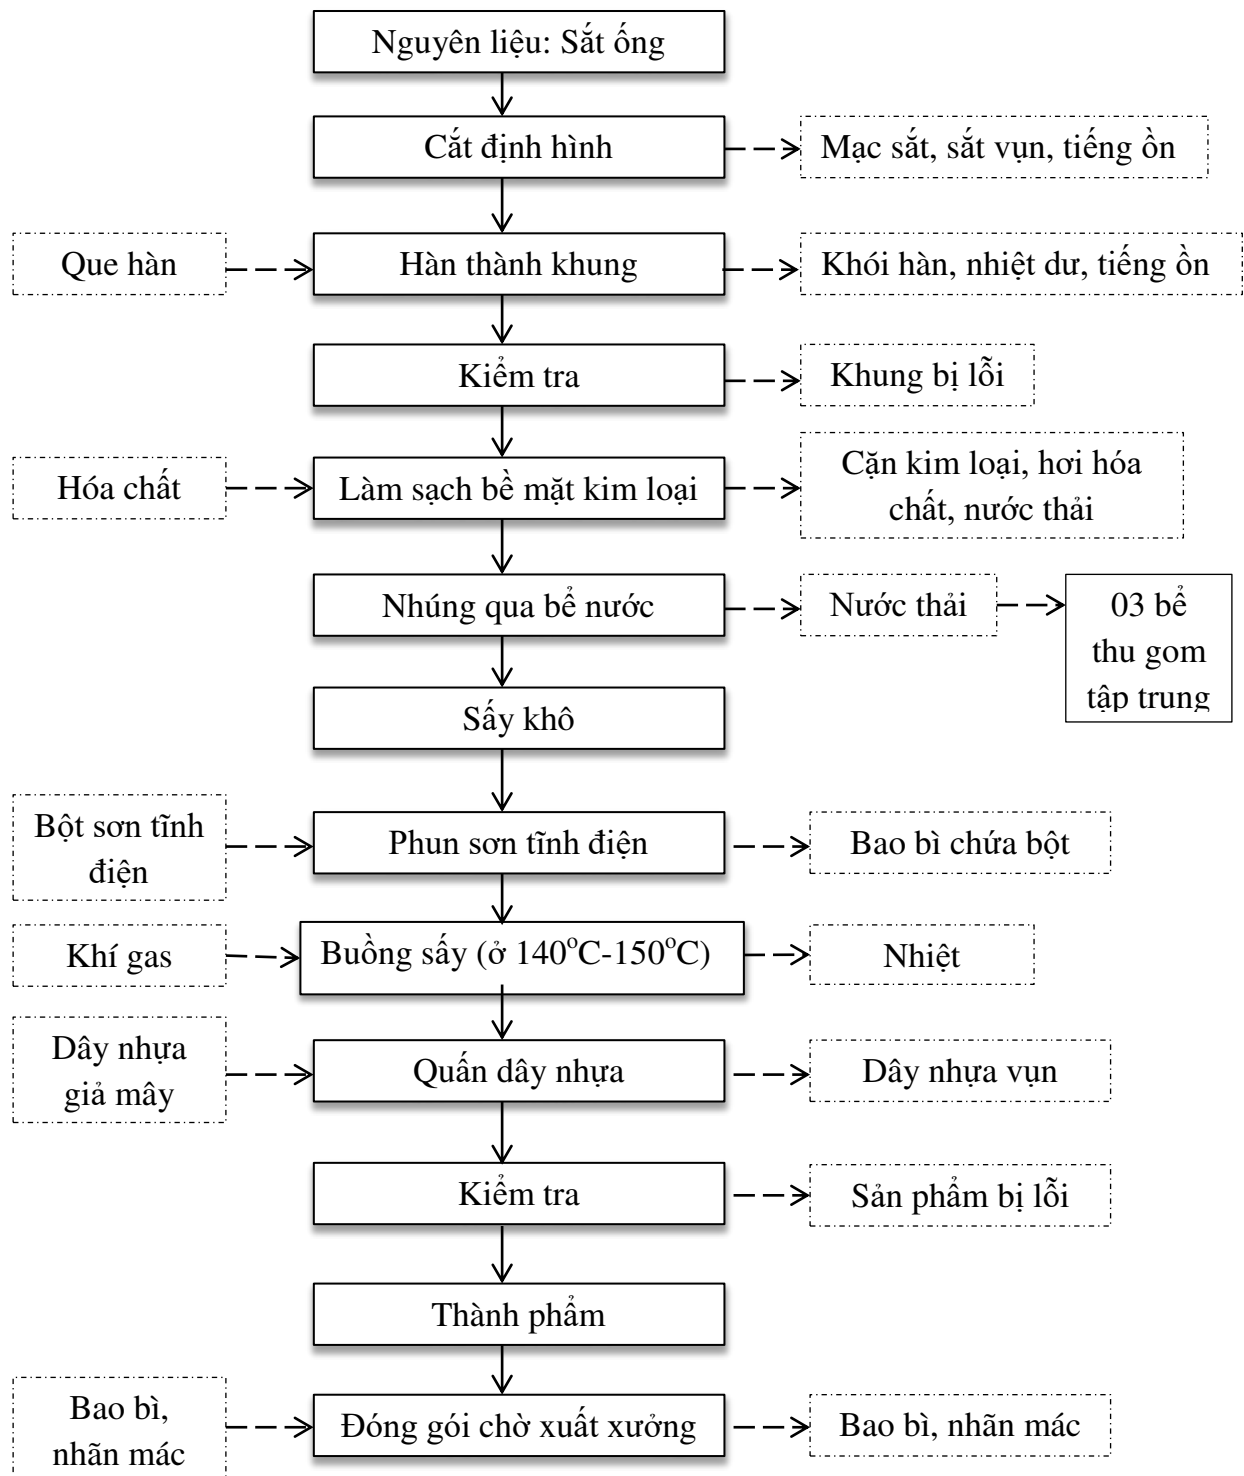 Nguyên liệu: Sắt ống
Cắt định hình
Mạc sắt, sắt vụn, tiếng ồn
Que hàn
Hàn thành khung
Khói hàn, nhiệt dư, tiếng ồn
Kiểm tra
Khung bị lỗi
Hóa chất
Làm sạch bề mặt kim loại
Cặn kim loại, hơi hóa
chất, nước thải
Nhúng qua bể nước
Nước thải
03 bể
thu gom
tập trung
Sấy khô
Bột sơn tĩnh
điện
Phun sơn tĩnh điện
Bao bì chứa bột
Khí gas
Buồng sấy (ở 140°C-150°C)
Nhiệt
Dây nhựa
giả mây
Quấn dây nhựa
Dây nhựa vụn
Kiểm tra
Sản phẩm bị lỗi
Thành phẩm
Bao bì,
nhãn mác
Đóng gói chờ xuất xưởng
Bao bì, nhãn mác